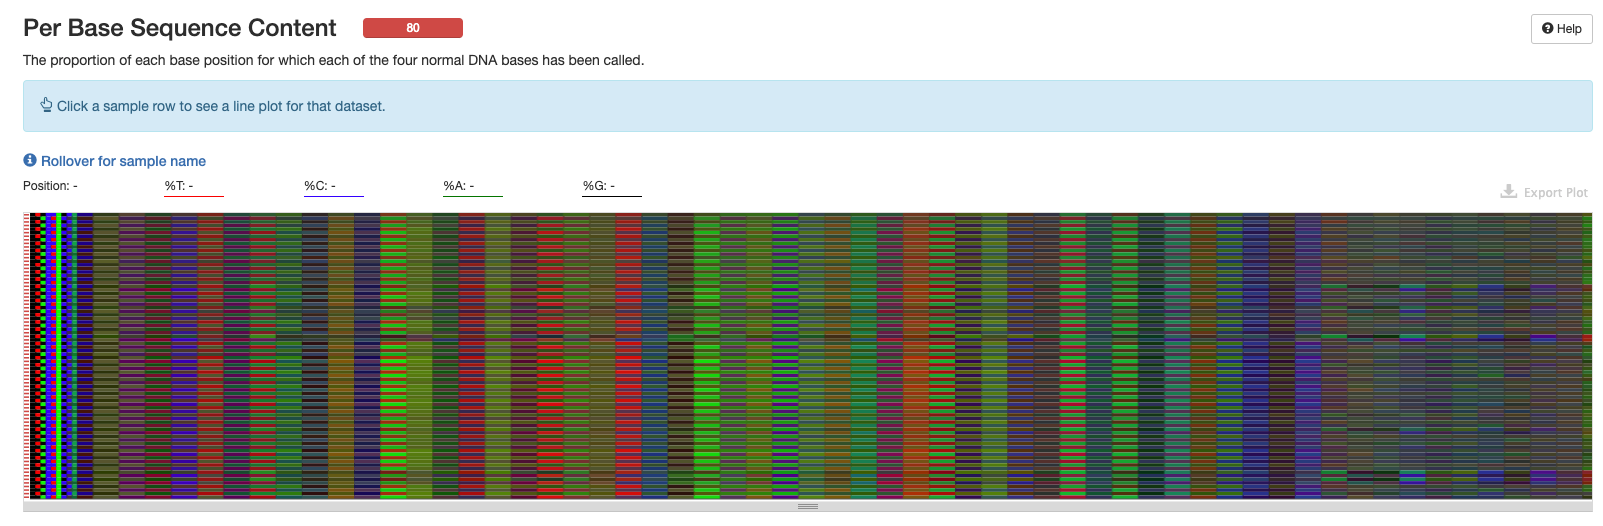 Per Base Sequence Content 80
Help
The proportion of each base position for which each of the four normal DNA bases has been called.
Click a sample row to see a line plot for that dataset.
Rollover for sample name
Position: - %T: - %C: - %A: - %G: -
Export Plot